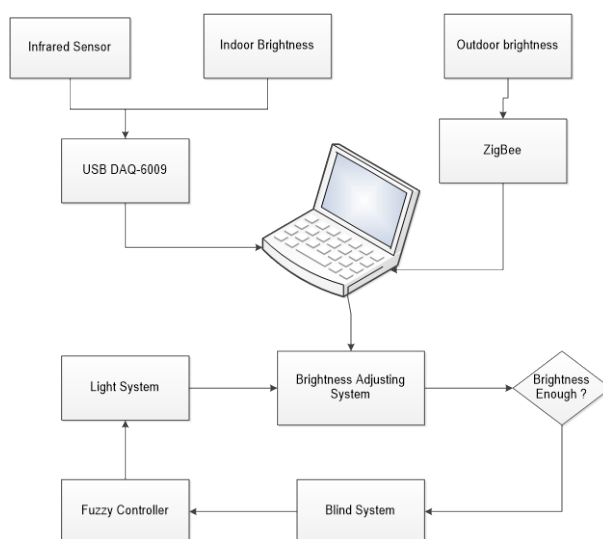 Infrared Sensor
Indoor Brightness
Outdoor brightness
USB DAQ-6009
ZigBee
Light System
Brightness Adjusting
System
Brightness
Enough ?
Fuzzy Controller
Blind System